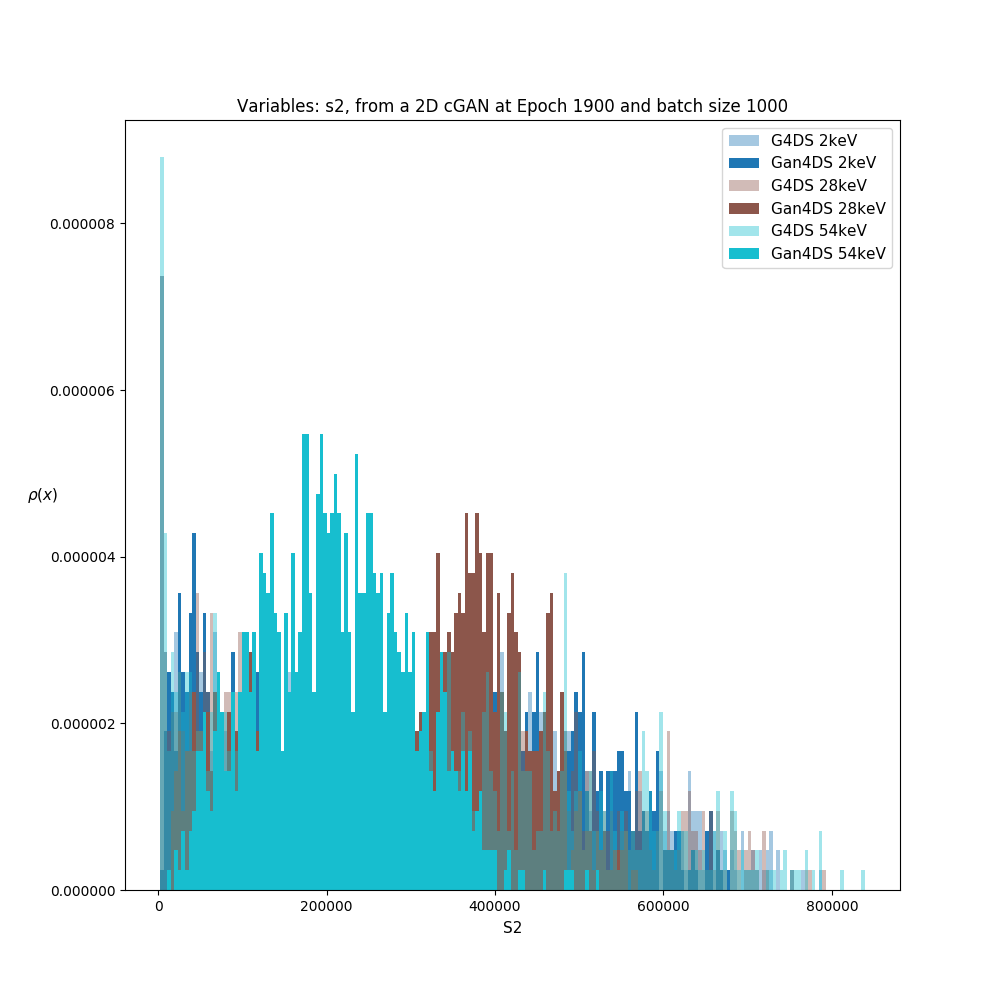 Variables: s2, from a 2D cGAN at Epoch 1900 and batch size 1000
G4DS 2keV
Gan4DS 2keV
G4DS 28keV
Gan4DS 28keV
G4DS 54keV
Gan4DS 54keV
0.000008
0.000006
ρ(x)
0.000004
0.000002
0.000000
0 200000 400000 600000 800000
S2